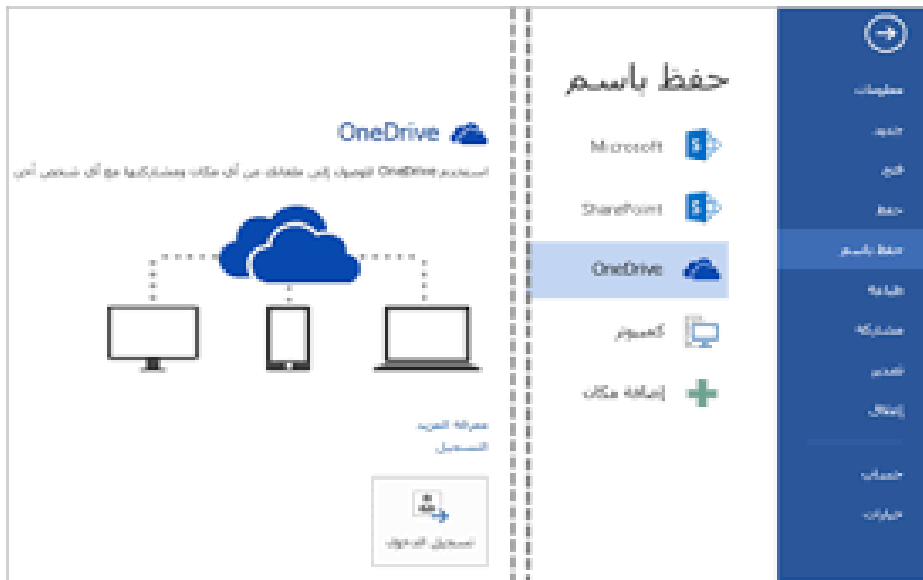 معلومات
جديد
فتح
حفظ
حفظ باسم
طباعة
مشاركة
تصدير
إغلاق
حساب
خيارات
حفظ باسم
Microsoft
SharePoint
OneDrive
كمبيوتر
إضافة مكان
OneDrive
استخدم OneDrive للوصول إلى ملفاتك من أي مكان ومشاركتها مع أي شخص آخر
معرفة المزيد
التسجيل
تسجيل الدخول